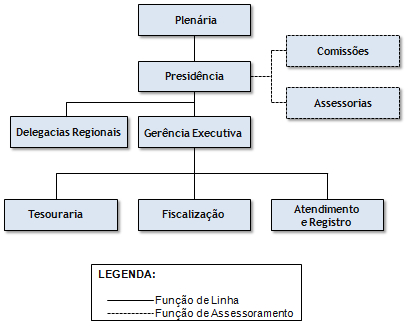 Plenária
Presidência
Comissões
Assessorias
Delegacias Regionais
Gerência Executiva
Tesouraria
Fiscalização
Atendimento
e Registro
LEGENDA:
Função de Linha
Função de Assessoramento